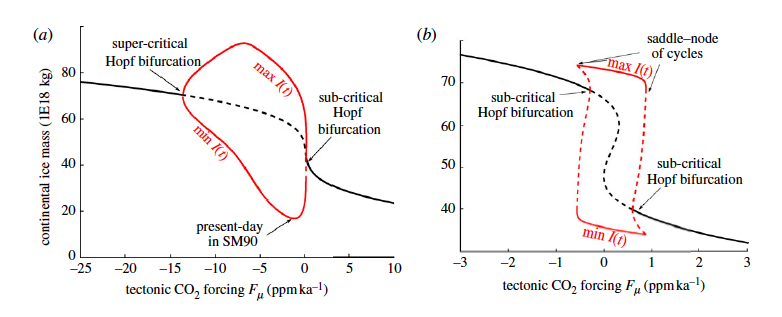 (a)
super-critical
Hopf bifurcation
max I(t)
sub-critical
Hopf
bifurcation
min I(t)
present-day
in SM90
continental ice mass (1E18 kg)
80
60
40
20
0
−25 −20 −15 −10 −5 0 5 10
tectonic CO₂ forcing Fμ (ppm ka⁻¹)
(b)
saddle–node
of cycles
max I(t)
sub-critical
Hopf bifurcation
sub-critical
Hopf bifurcation
min I(t)
70
60
50
40
−3 −2 −1 0 1 2 3
tectonic CO₂ forcing Fμ (ppm ka⁻¹)